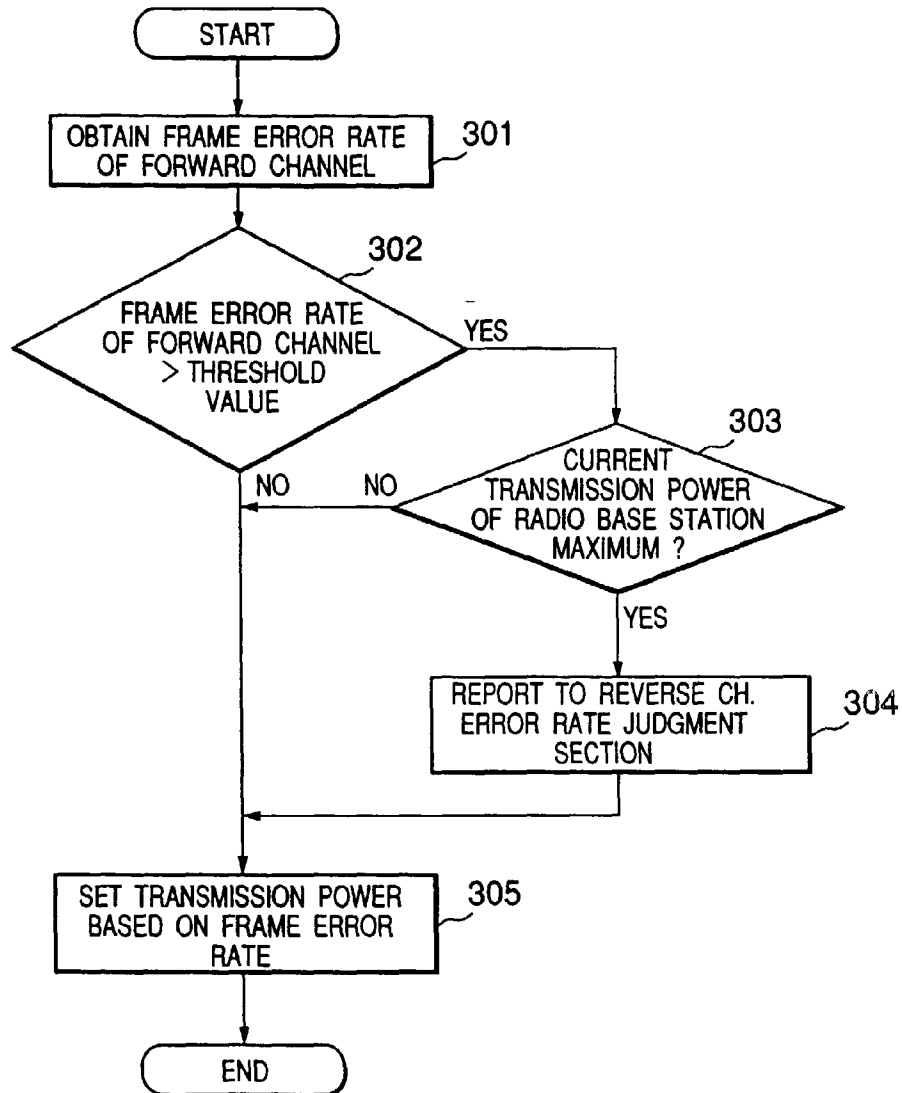 START
OBTAIN FRAME ERROR RATE
OF FORWARD CHANNEL
301
302
FRAME ERROR RATE
OF FORWARD CHANNEL
> THRESHOLD
VALUE
YES
NO
303
CURRENT
TRANSMISSION POWER
OF RADIO BASE STATION
MAXIMUM ?
NO
YES
REPORT TO REVERSE CH.
ERROR RATE JUDGMENT
SECTION
304
SET TRANSMISSION POWER
BASED ON FRAME ERROR
RATE
305
END